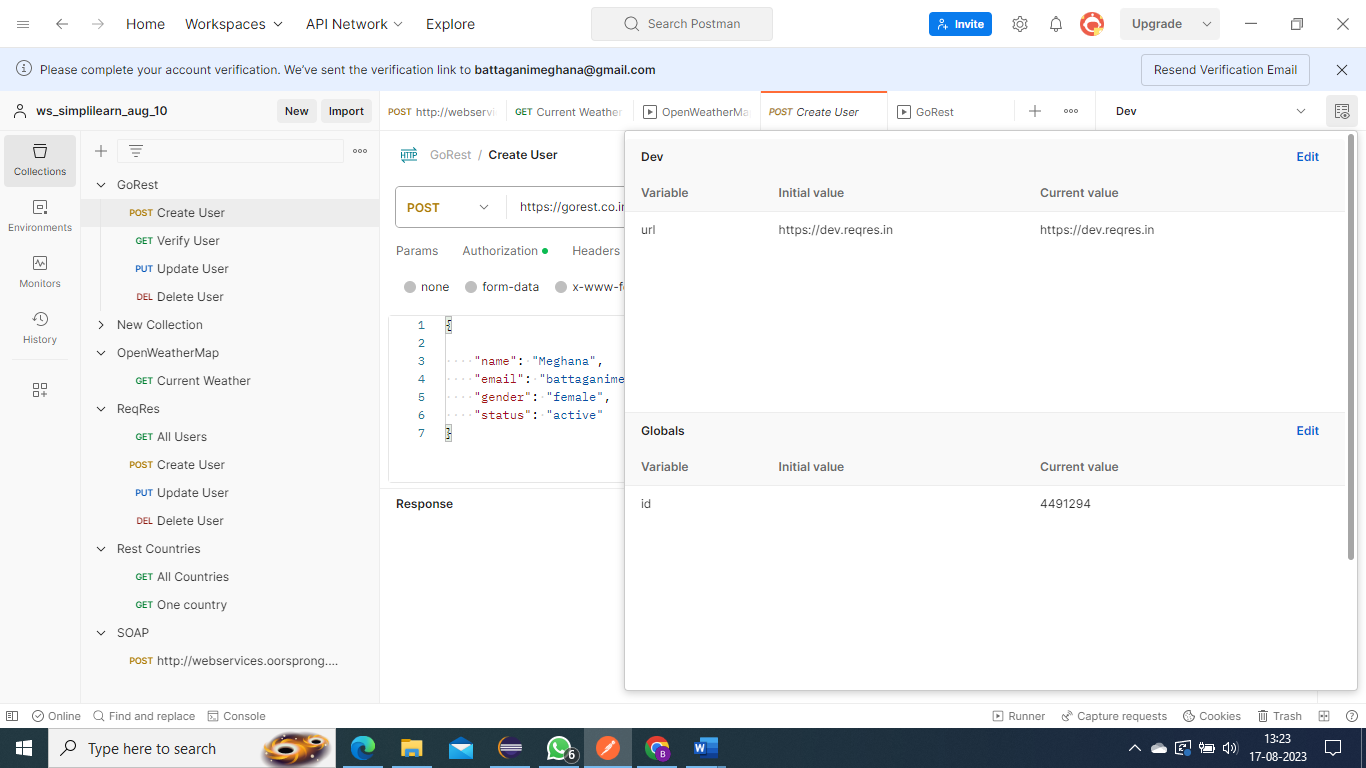 Home Workspaces API Network Explore Search Postman Invite Upgrade
Please complete your account verification. We've sent the verification link to battaganimeghana@gmail.com Resend Verification Email
ws_simplilearn_aug_10 New Import POST http://webservi GET Current Weather OpenWeatherMa POST Create User GoRest Dev
Collections
Environments
Monitors
History
GoRest
POST Create User
GET Verify User
PUT Update User
DEL Delete User
New Collection
OpenWeatherMap
GET Current Weather
ReqRes
GET All Users
POST Create User
PUT Update User
DEL Delete User
Rest Countries
GET All Countries
GET One country
SOAP
POST http://webservices.oorsprong....
HTTP GoRest / Create User
POST https://gorest.co.in
Params Authorization Headers
none form-data x-www-f
1 {
2
3 "name": "Meghana",
4 "email": "battaganime
5 "gender": "female",
6 "status": "active"
7 }
Response
Dev Edit
Variable Initial value Current value
url https://dev.reqres.in https://dev.reqres.in
Globals Edit
Variable Initial value Current value
id 4491294
Online Find and replace Console Runner Capture requests Cookies Trash
Type here to search 6 B 13:23
17-08-2023